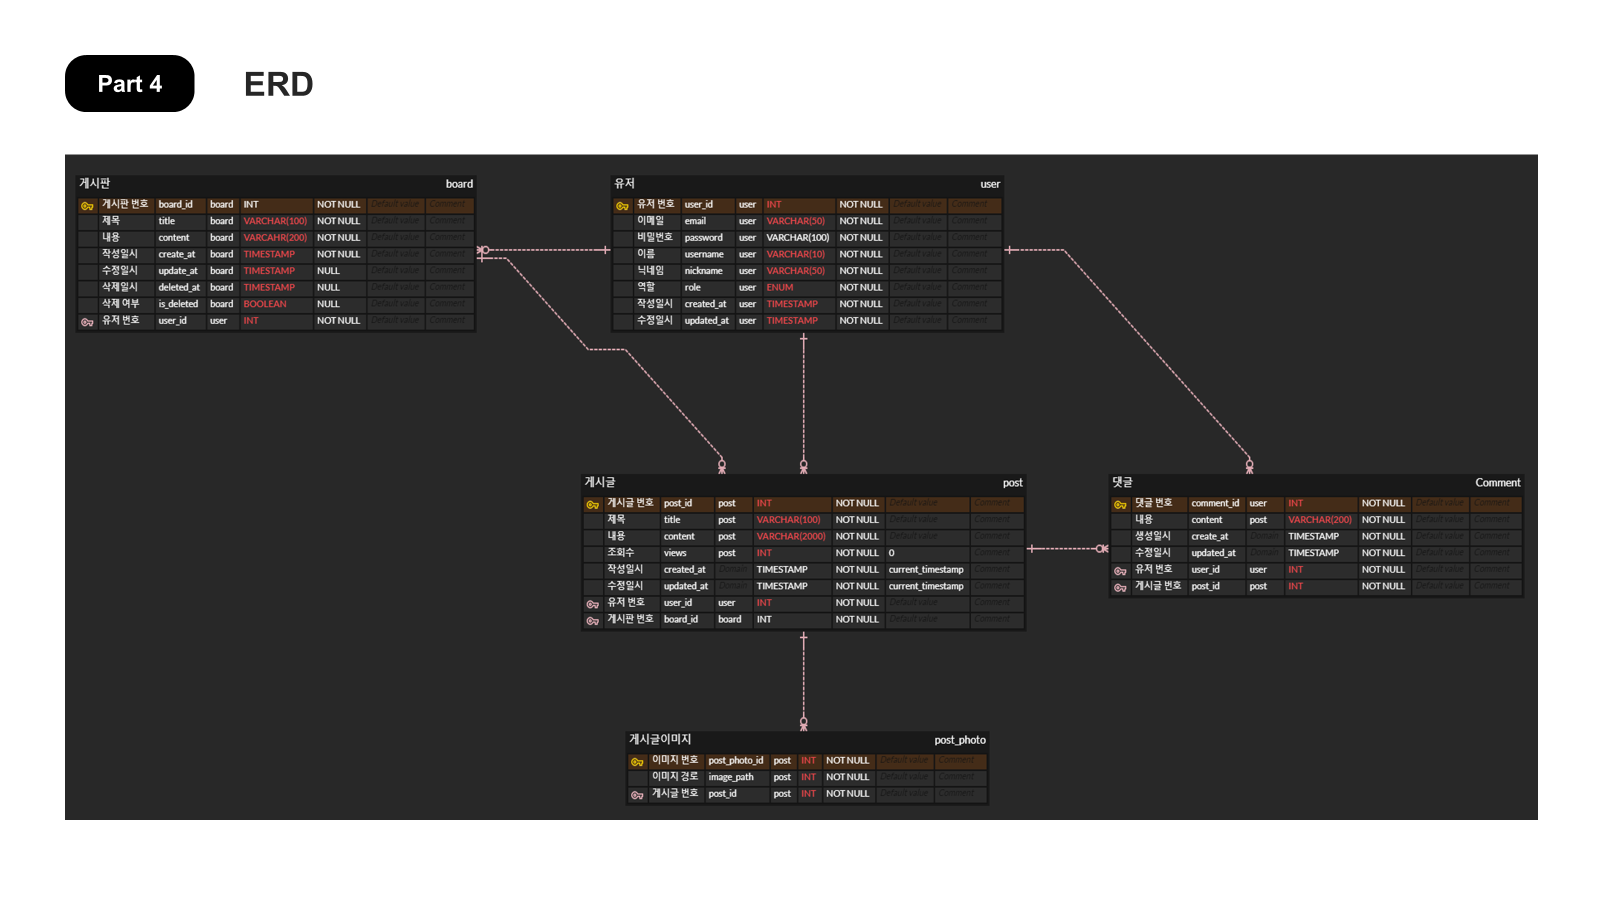 Part 4 ERD
게시판 board
게시판 번호 board_id board INT NOT NULL Default value Comment
제목 title board VARCHAR(100) NOT NULL Default value Comment
내용 content board VARCAHR(200) NOT NULL Default value Comment
작성일시 create_at board TIMESTAMP NOT NULL Default value Comment
수정일시 update_at board TIMESTAMP NULL Default value Comment
삭제일시 deleted_at board TIMESTAMP NULL Default value Comment
삭제 여부 is_deleted board BOOLEAN NULL Default value Comment
유저 번호 user_id user INT NOT NULL Default value Comment
유저 user
유저 번호 user_id user INT NOT NULL Default value Comment
이메일 email user VARCHAR(50) NOT NULL Default value Comment
비밀번호 password user VARCHAR(100) NOT NULL Default value Comment
이름 username user VARCHAR(10) NOT NULL Default value Comment
닉네임 nickname user VARCHAR(50) NOT NULL Default value Comment
역할 role user ENUM NOT NULL Default value Comment
작성일시 created_at user TIMESTAMP NOT NULL Default value Comment
수정일시 updated_at user TIMESTAMP NOT NULL Default value Comment
게시글 post
게시글 번호 post_id post INT NOT NULL Default value Comment
제목 title post VARCHAR(100) NOT NULL Default value Comment
내용 content post VARCHAR(2000) NOT NULL Default value Comment
조회수 views post INT NOT NULL 0 Comment
작성일시 created_at Domain TIMESTAMP NOT NULL current_timestamp Comment
수정일시 updated_at Domain TIMESTAMP NOT NULL current_timestamp Comment
유저 번호 user_id user INT NOT NULL Default value Comment
게시판 번호 board_id board INT NOT NULL Default value Comment
댓글 Comment
댓글 번호 comment_id user INT NOT NULL Default value Comment
내용 content post VARCHAR(200) NOT NULL Default value Comment
생성일시 create_at Domain TIMESTAMP NOT NULL Default value Comment
수정일시 updated_at Domain TIMESTAMP NOT NULL Default value Comment
유저 번호 user_id user INT NOT NULL Default value Comment
게시글 번호 post_id post INT NOT NULL Default value Comment
게시글이미지 post_photo
이미지 번호 post_photo_id post INT NOT NULL Default value Comment
이미지 경로 image_path post INT NOT NULL Default value Comment
게시글 번호 post_id post INT NOT NULL Default value Comment